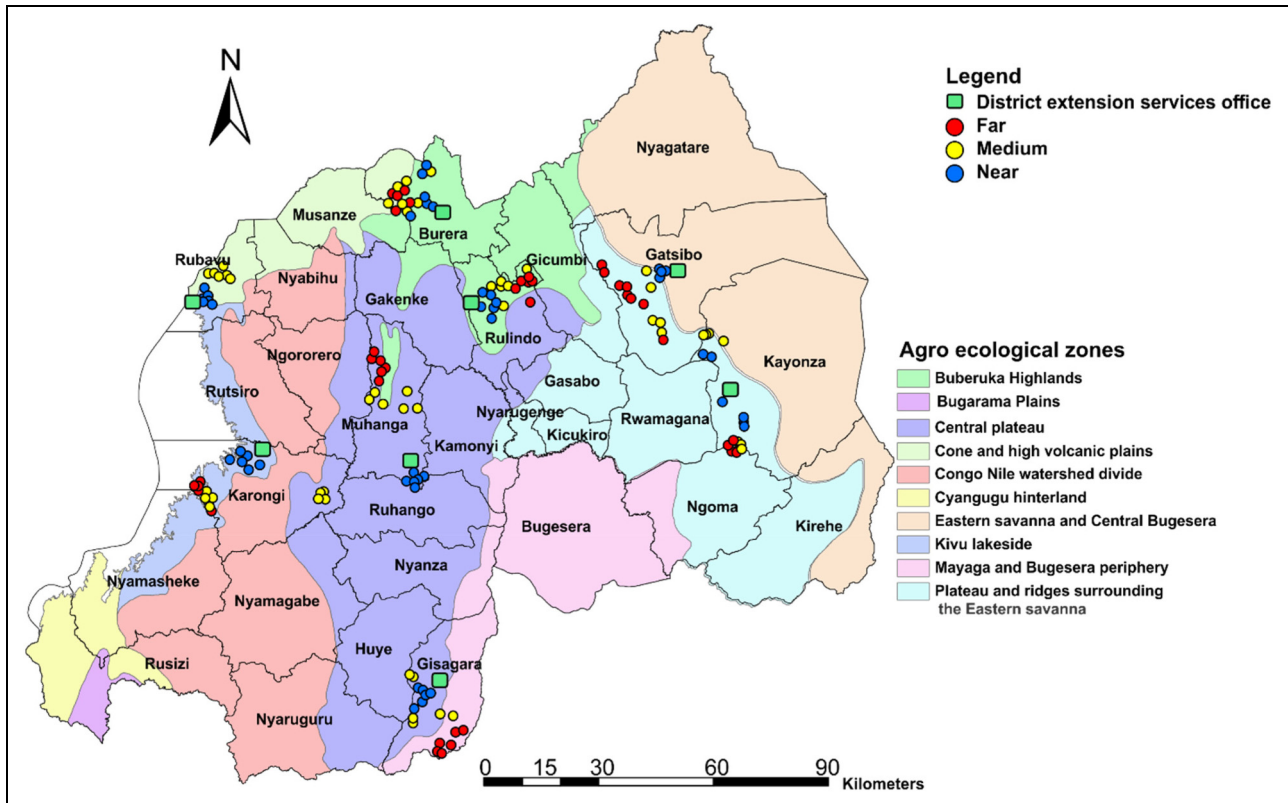 N
Legend
District extension services office
Far
Medium
Near
Nyagatare
Musanze
Burera
Rubavu
Nyabihu
Gicumbi
Gatsibo
Gakenke
Rulindo
Ngororero
Kayonza
Rutsiro
Gasabo
Nyarugenge
Rwamagana
Muhanga
Kicukiro
Kamonyi
Karongi
Ruhango
Ngoma
Bugesera
Kirehe
Nyanza
Nyamasheke
Nyamagabe
Huye
Gisagara
Rusizi
Nyaruguru
Agro ecological zones
Buberuka Highlands
Bugarama Plains
Central plateau
Cone and high volcanic plains
Congo Nile watershed divide
Cyangugu hinterland
Eastern savanna and Central Bugesera
Kivu lakeside
Mayaga and Bugesera periphery
Plateau and ridges surrounding
the Eastern savanna
0 15 30 60 90
Kilometers